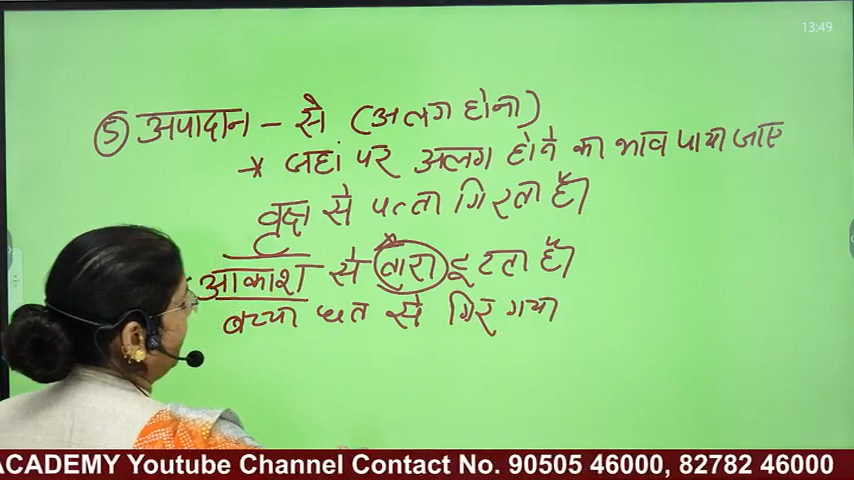 13:49
(5) अपादान - से (अलग होना)
* जहां पर अलग होने का भाव पाया जाए
वृक्ष से पत्ता गिरता है।
आकाश से तारा टूटता है।
बच्चा छत से गिर गया
ACADEMY Youtube Channel Contact No. 90505 46000, 82782 46000